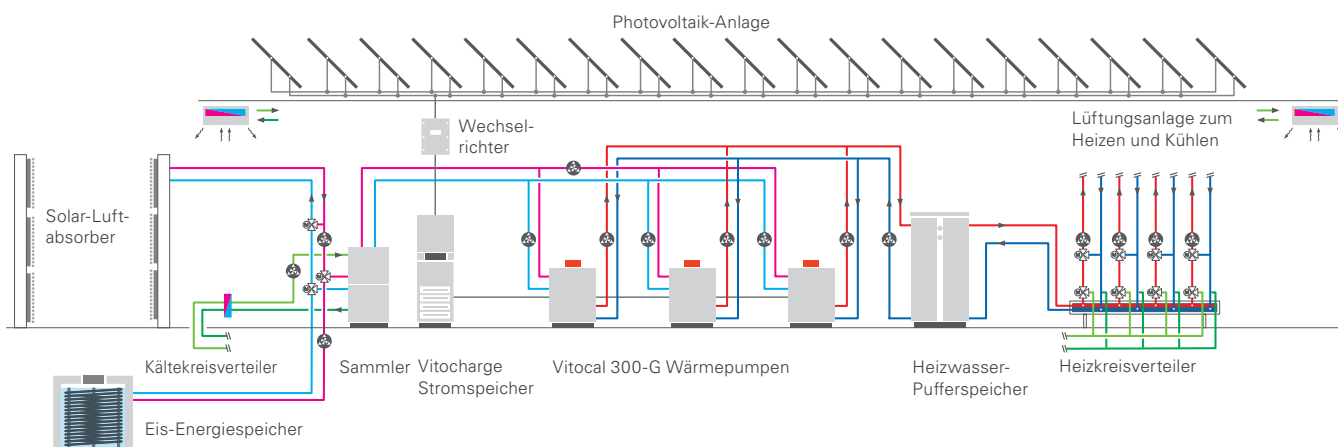 Photovoltaik-Anlage
Wechsel-
richter
Lüftungsanlage zum
Heizen und Kühlen
Solar-Luft-
absorber
Kältekreisverteiler
Sammler
Vitocharge
Stromspeicher
Vitocal 300-G Wärmepumpen
Heizwasser-
Pufferspeicher
Heizkreisverteiler
Eis-Energiespeicher